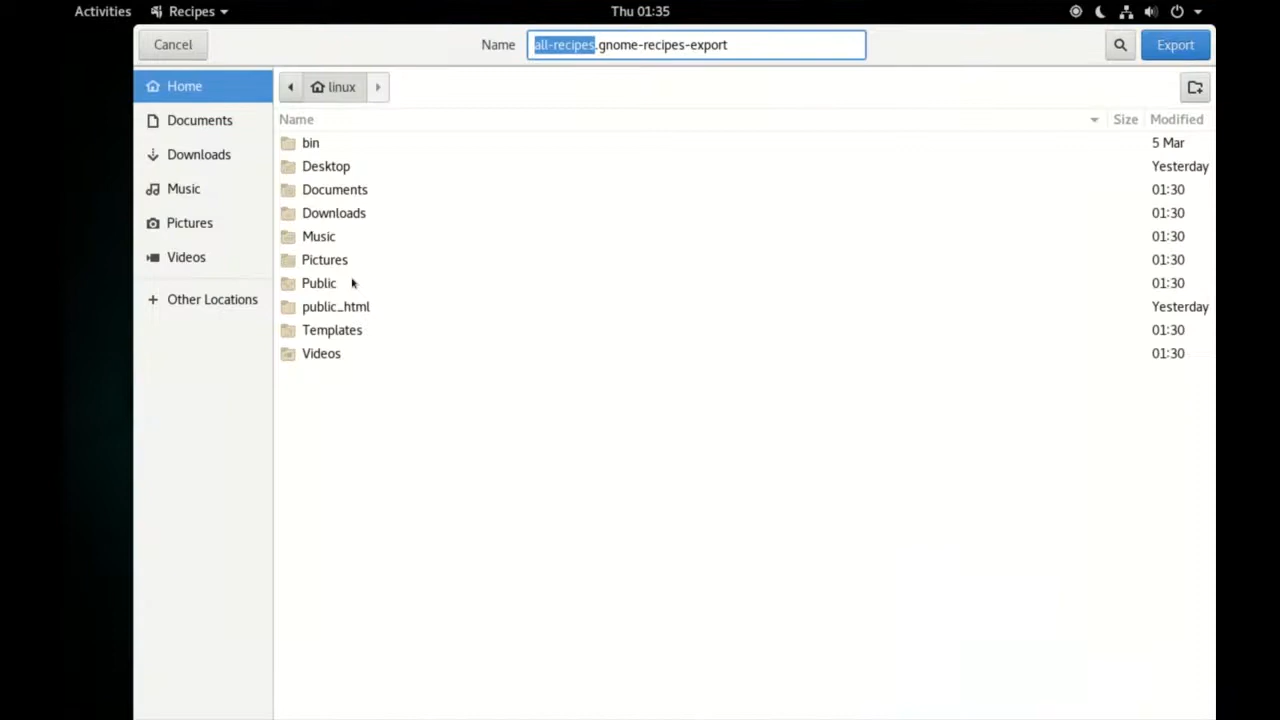 Activities Recipes Thu 01:35
Cancel Name all-recipes.gnome-recipes-export Export
Home linux
Name Size Modified
Documents
Downloads
Music
Pictures
Videos
Other Locations
bin 5 Mar
Desktop Yesterday
Documents 01:30
Downloads 01:30
Music 01:30
Pictures 01:30
Public 01:30
public_html Yesterday
Templates 01:30
Videos 01:30